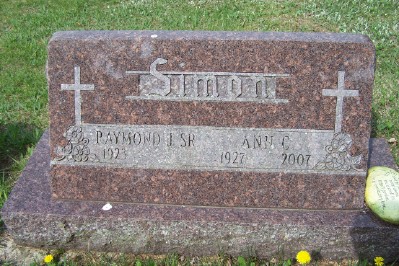 Simon
RAYMOND J. SR. ANN C.
1923 1927 2007